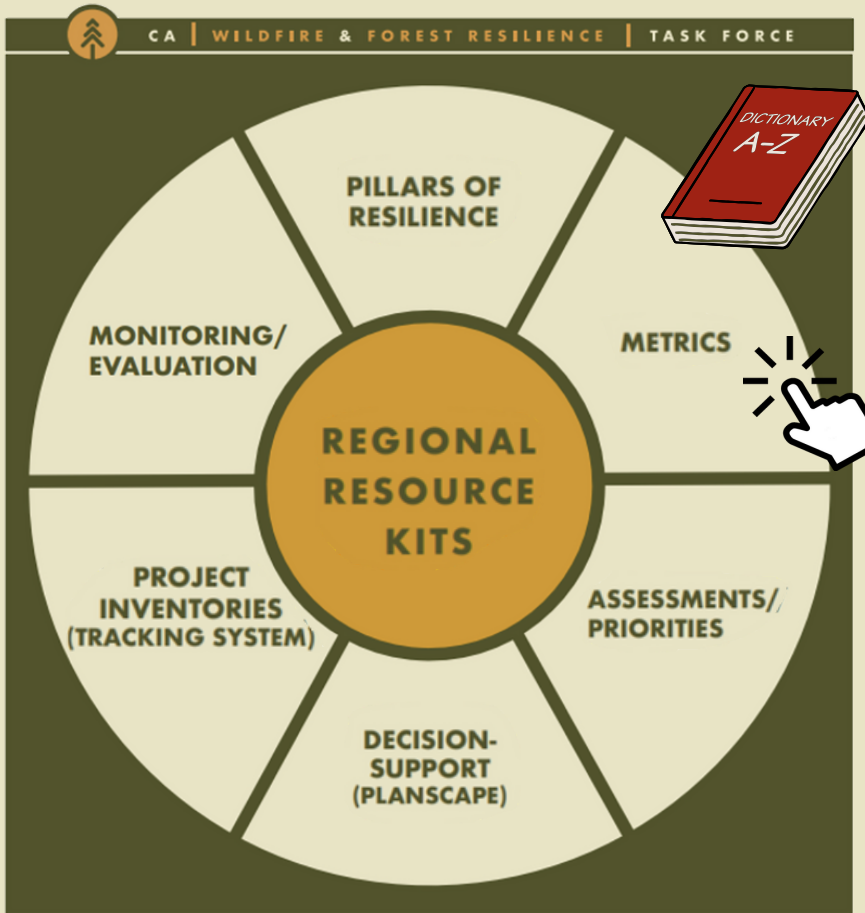 CA | WILDFIRE & FOREST RESILIENCE | TASK FORCE
DICTIONARY
A-Z
PILLARS OF
RESILIENCE
METRICS
MONITORING/
EVALUATION
REGIONAL
RESOURCE
KITS
PROJECT
INVENTORIES
(TRACKING SYSTEM)
ASSESSMENTS/
PRIORITIES
DECISION-
SUPPORT
(PLANSCAPE)